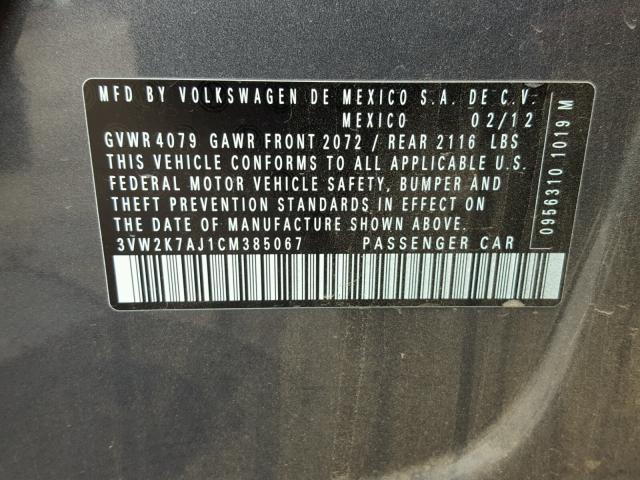 MFD BY VOLKSWAGEN DE MEXICO S.A. DE C.V.
MEXICO 02/12
GVWR 4079 GAWR FRONT 2072 / REAR 2116 LBS
THIS VEHICLE CONFORMS TO ALL APPLICABLE U.S.
FEDERAL MOTOR VEHICLE SAFETY, BUMPER AND
THEFT PREVENTION STANDARDS IN EFFECT ON
THE DATE OF MANUFACTURE SHOWN ABOVE.
3VW2K7AJ1CM385067 PASSENGER CAR
0956310 1019 M